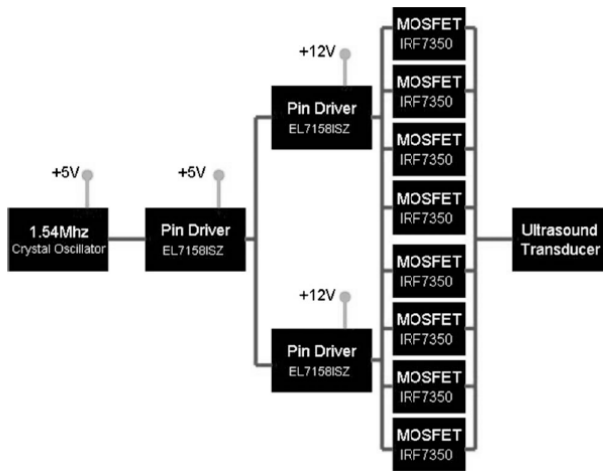 MOSFET
IRF7350
+12V
MOSFET
IRF7350
Pin Driver
EL7158ISZ
MOSFET
IRF7350
+5V
+5V
MOSFET
IRF7350
1.54Mhz
Crystal Oscillator
Pin Driver
EL7158ISZ
Ultrasound
Transducer
MOSFET
IRF7350
+12V
MOSFET
IRF7350
Pin Driver
EL7158ISZ
MOSFET
IRF7350
MOSFET
IRF7350